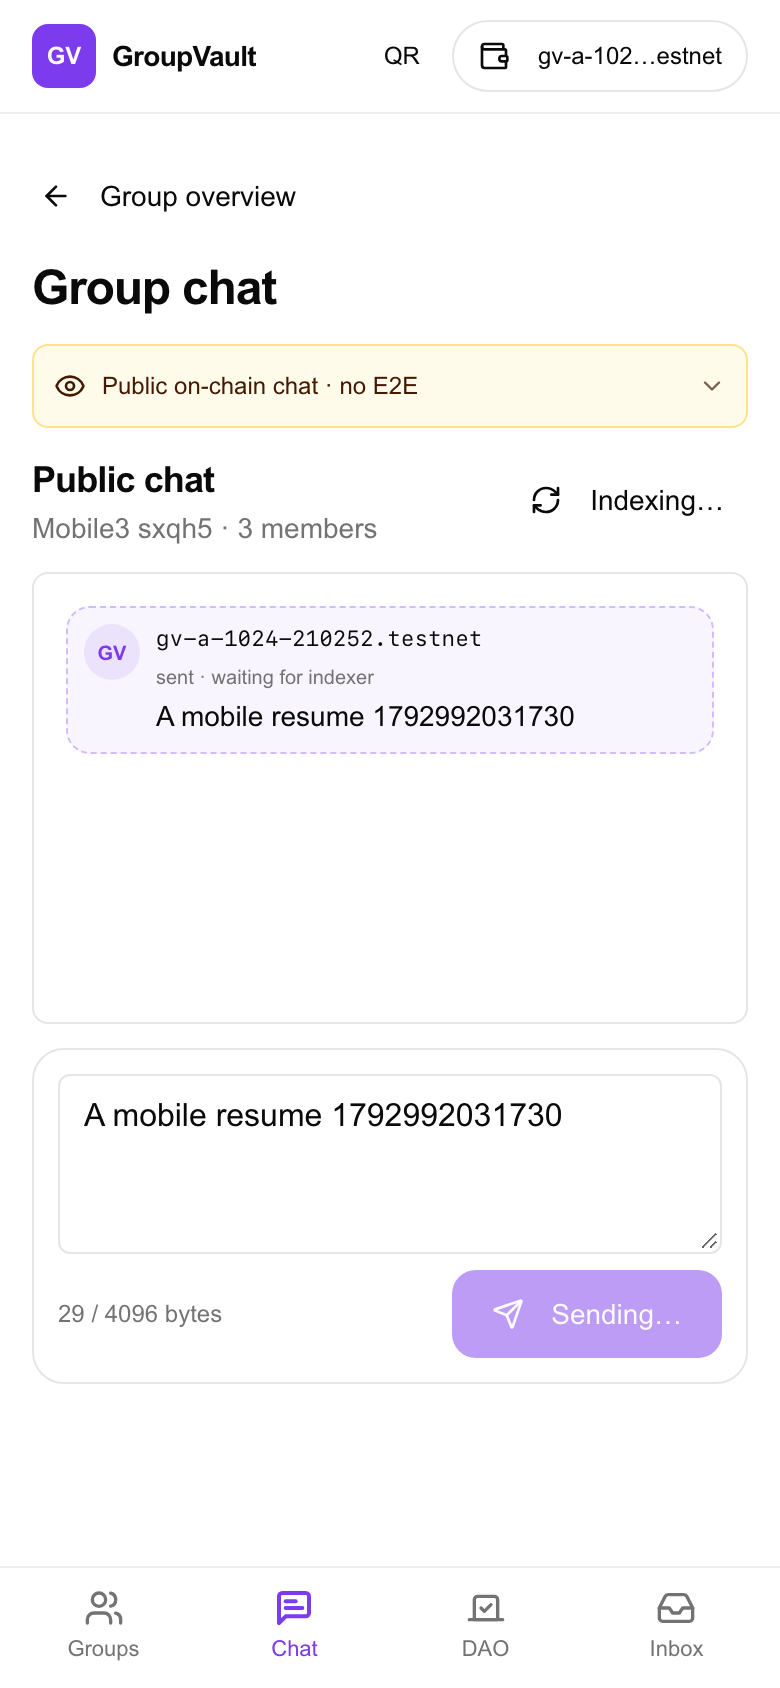 GV GroupVault QR gv-a-102…estnet
Group overview
Group chat
Public on-chain chat · no E2E
Public chat
Mobile3 sxqh5 · 3 members
Indexing…
GV
gv-a-1024-210252.testnet
sent · waiting for indexer
A mobile resume 1792992031730
A mobile resume 1792992031730
29 / 4096 bytes
Sending…
Groups Chat DAO Inbox